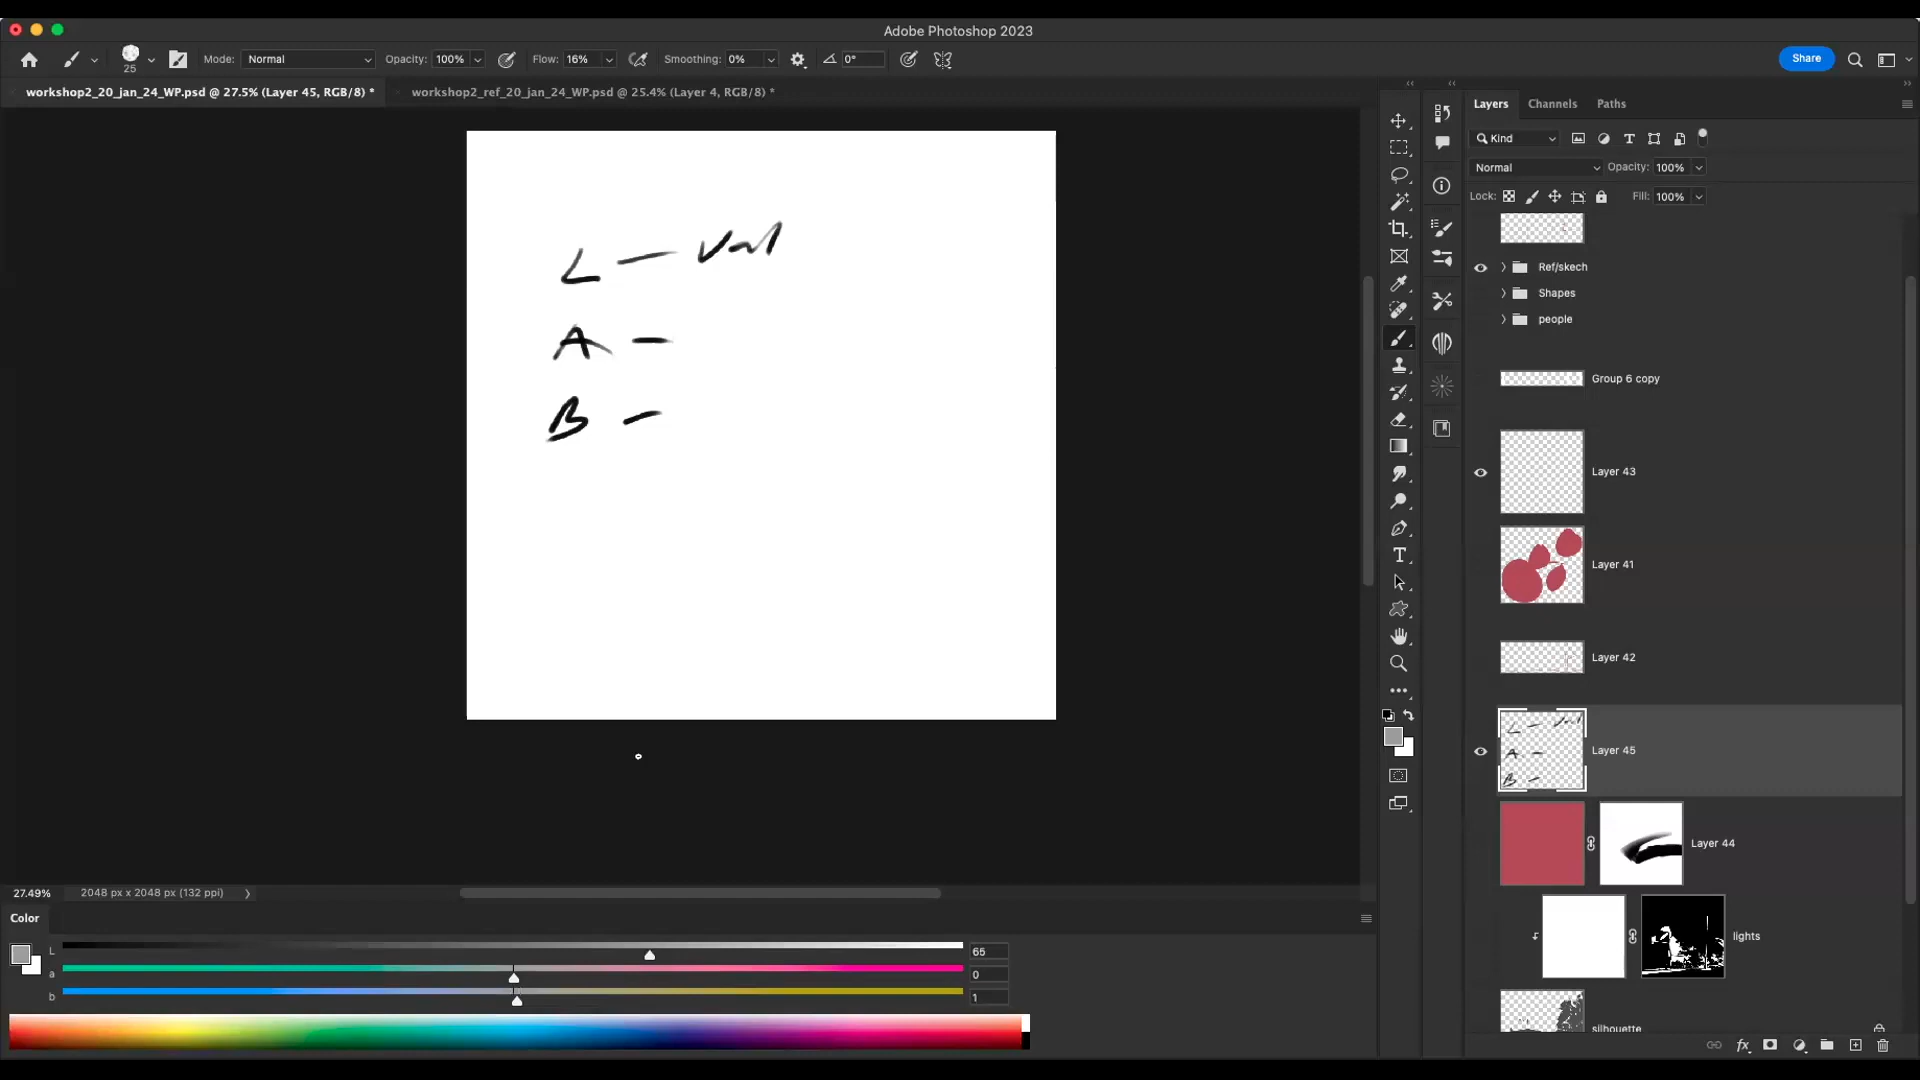 Adobe Photoshop 2023
25 Mode: Normal Opacity: 100% Flow: 16% Smoothing: 0% 0° Share
workshop2_20_jan_24_WP.psd @ 27.5% (Layer 45, RGB/8) * workshop2_ref_20_jan_24_WP.psd @ 25.4% (Layer 4, RGB/8) *
Layers Channels Paths
Kind
Normal Opacity: 100%
Lock: Fill: 100%
Ref/skech
Shapes
people
Group 6 copy
Layer 43
Layer 41
Layer 42
Layer 45
Layer 44
lights
silhouette
L — Val
A –
B –
27.49% 2048 px x 2048 px (132 ppi)
Color
L 65
a 0
b 1